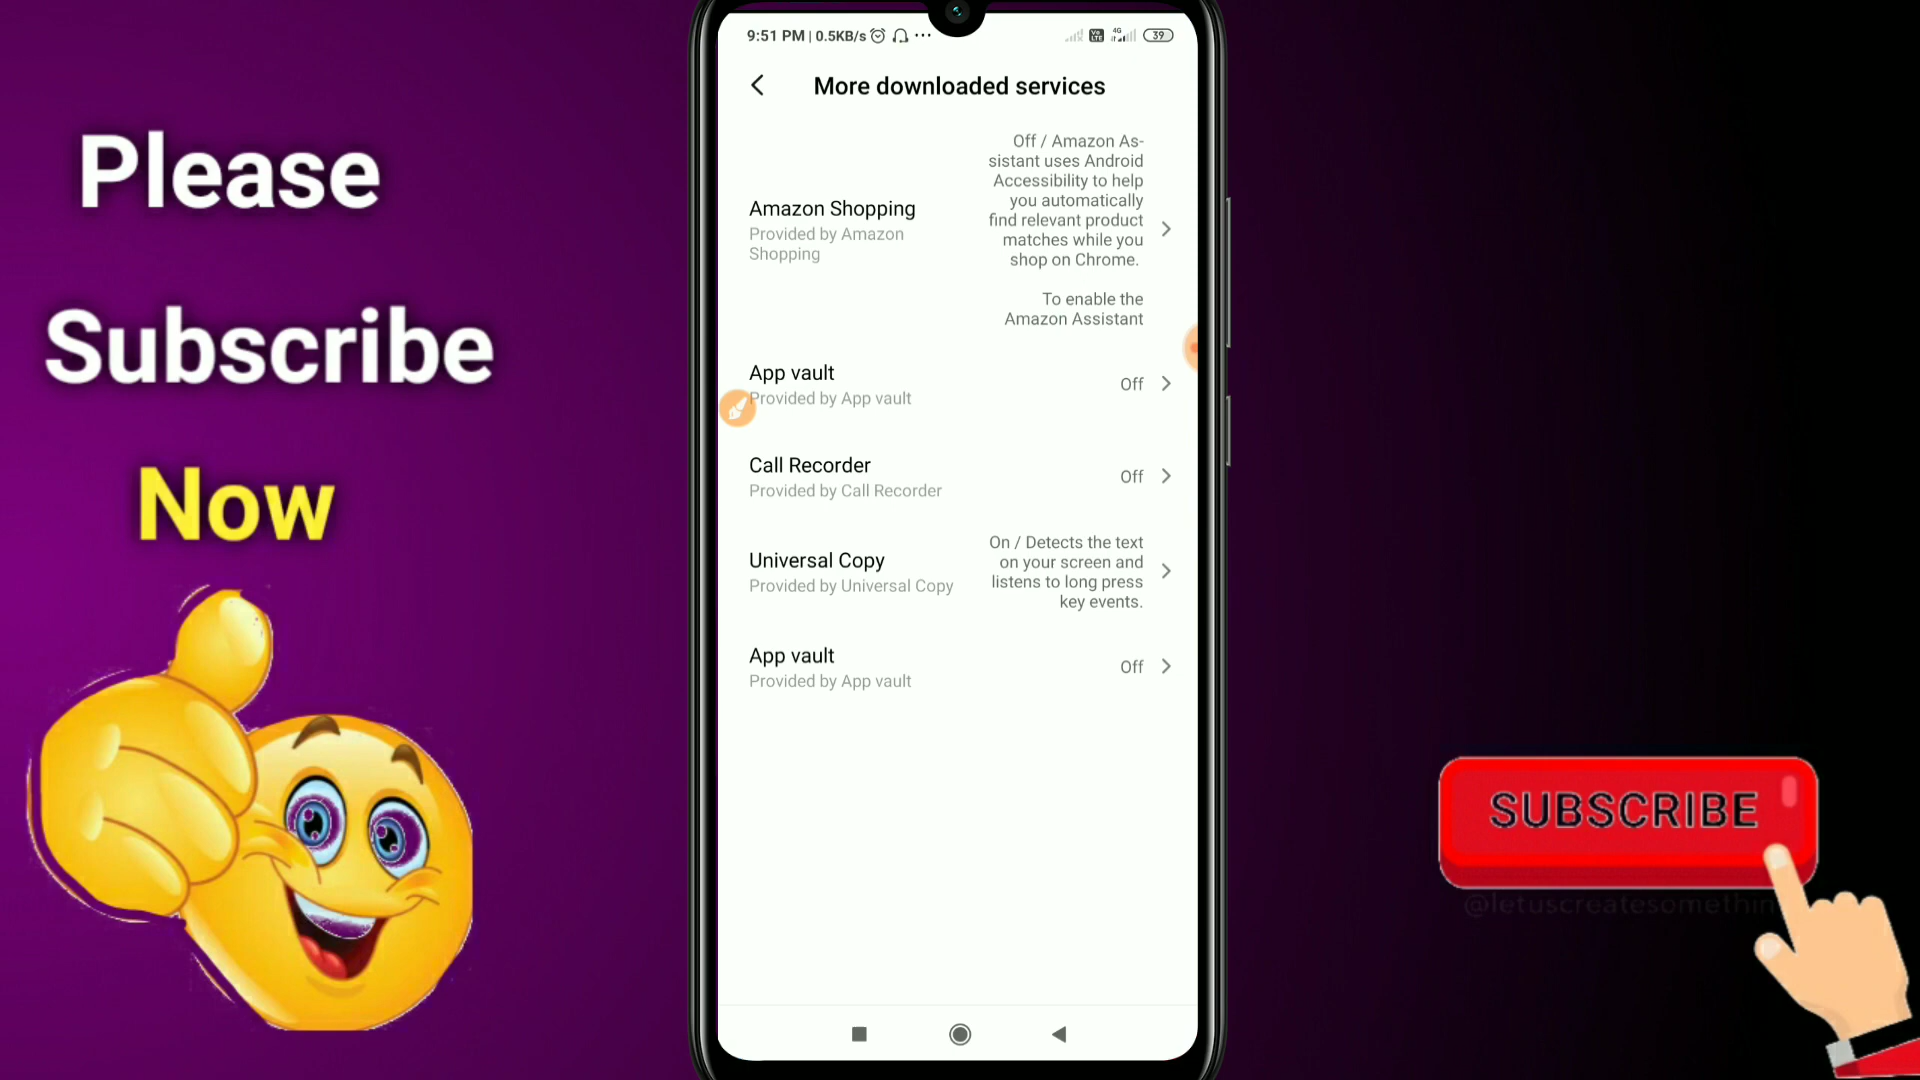 Please
Subscribe
Now
9:51 PM | 0.5KB/s
Vo
LTE
4G
39
More downloaded services
Amazon Shopping
Provided by Amazon
Shopping
Off / Amazon As-
sistant uses Android
Accessibility to help
you automatically
find relevant product
matches while you
shop on Chrome.
To enable the
Amazon Assistant
App vault
Provided by App vault
Off
Call Recorder
Provided by Call Recorder
Off
Universal Copy
Provided by Universal Copy
On / Detects the text
on your screen and
listens to long press
key events.
App vault
Provided by App vault
Off
SUBSCRIBE
@letuscreatesomethin